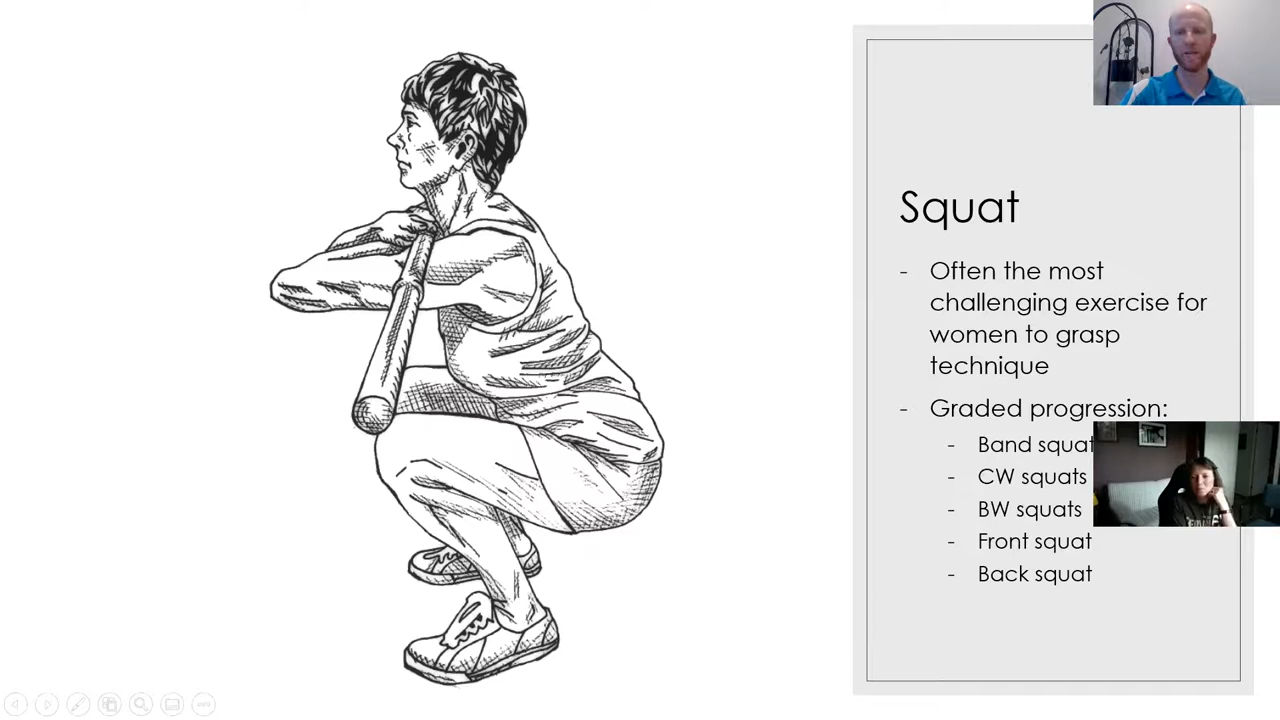 Squat
- Often the most
challenging exercise for
women to grasp
technique
- Graded progression:
- Band squat
- CW squats
- BW squats
- Front squat
- Back squat